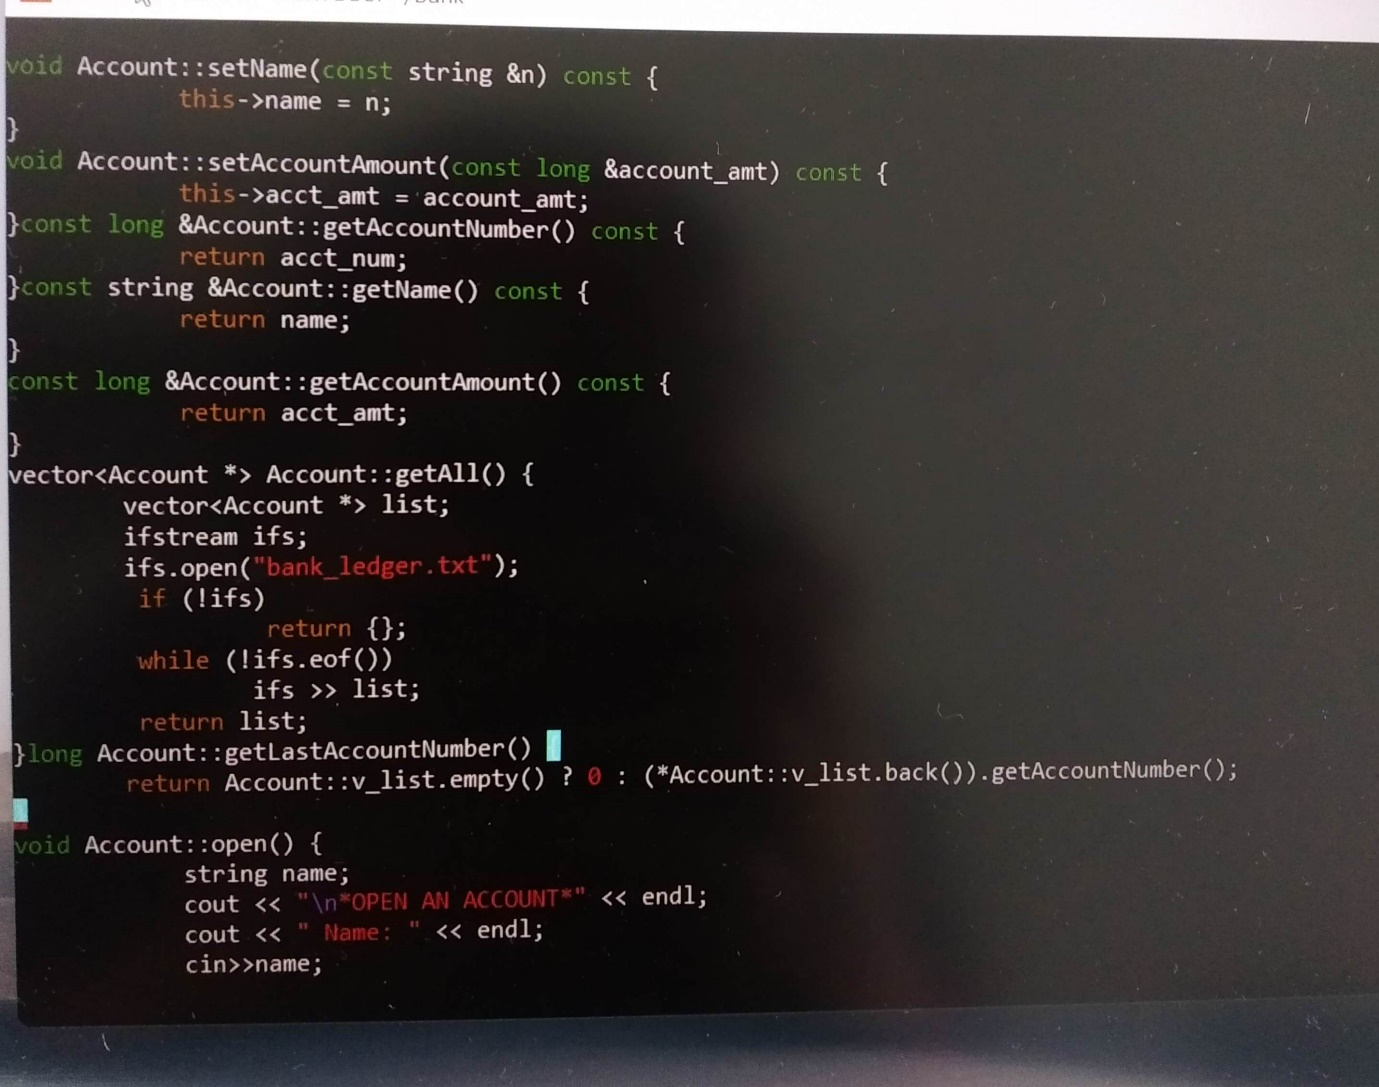 void Account::setName(const string &n) const {
this->name = n;
}
void Account::setAccountAmount(const long &account_amt) const {
this->acct_amt = account_amt;
}const long &Account::getAccountNumber() const {
return acct_num;
}const string &Account::getName() const {
return name;
}
const long &Account::getAccountAmount() const {
return acct_amt;
}
vector<Account *> Account::getAll() {
vector<Account *> list;
ifstream ifs;
ifs.open("bank_ledger.txt");
if (!ifs)
return {};
while (!ifs.eof())
ifs >> list;
return list;
}long Account::getLastAccountNumber() {
return Account::v_list.empty() ? 0 : (*Account::v_list.back()).getAccountNumber();
void Account::open() {
string name;
cout << "\n*OPEN AN ACCOUNT*" << endl;
cout << " Name: " << endl;
cin>>name;